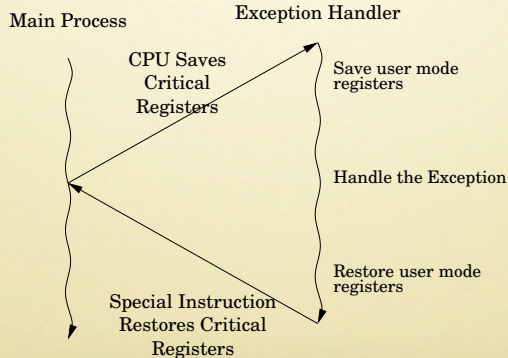 Main Process
Exception Handler
CPU Saves
Critical
Registers
Save user mode
registers
Handle the Exception
Restore user mode
registers
Special Instruction
Restores Critical
Registers